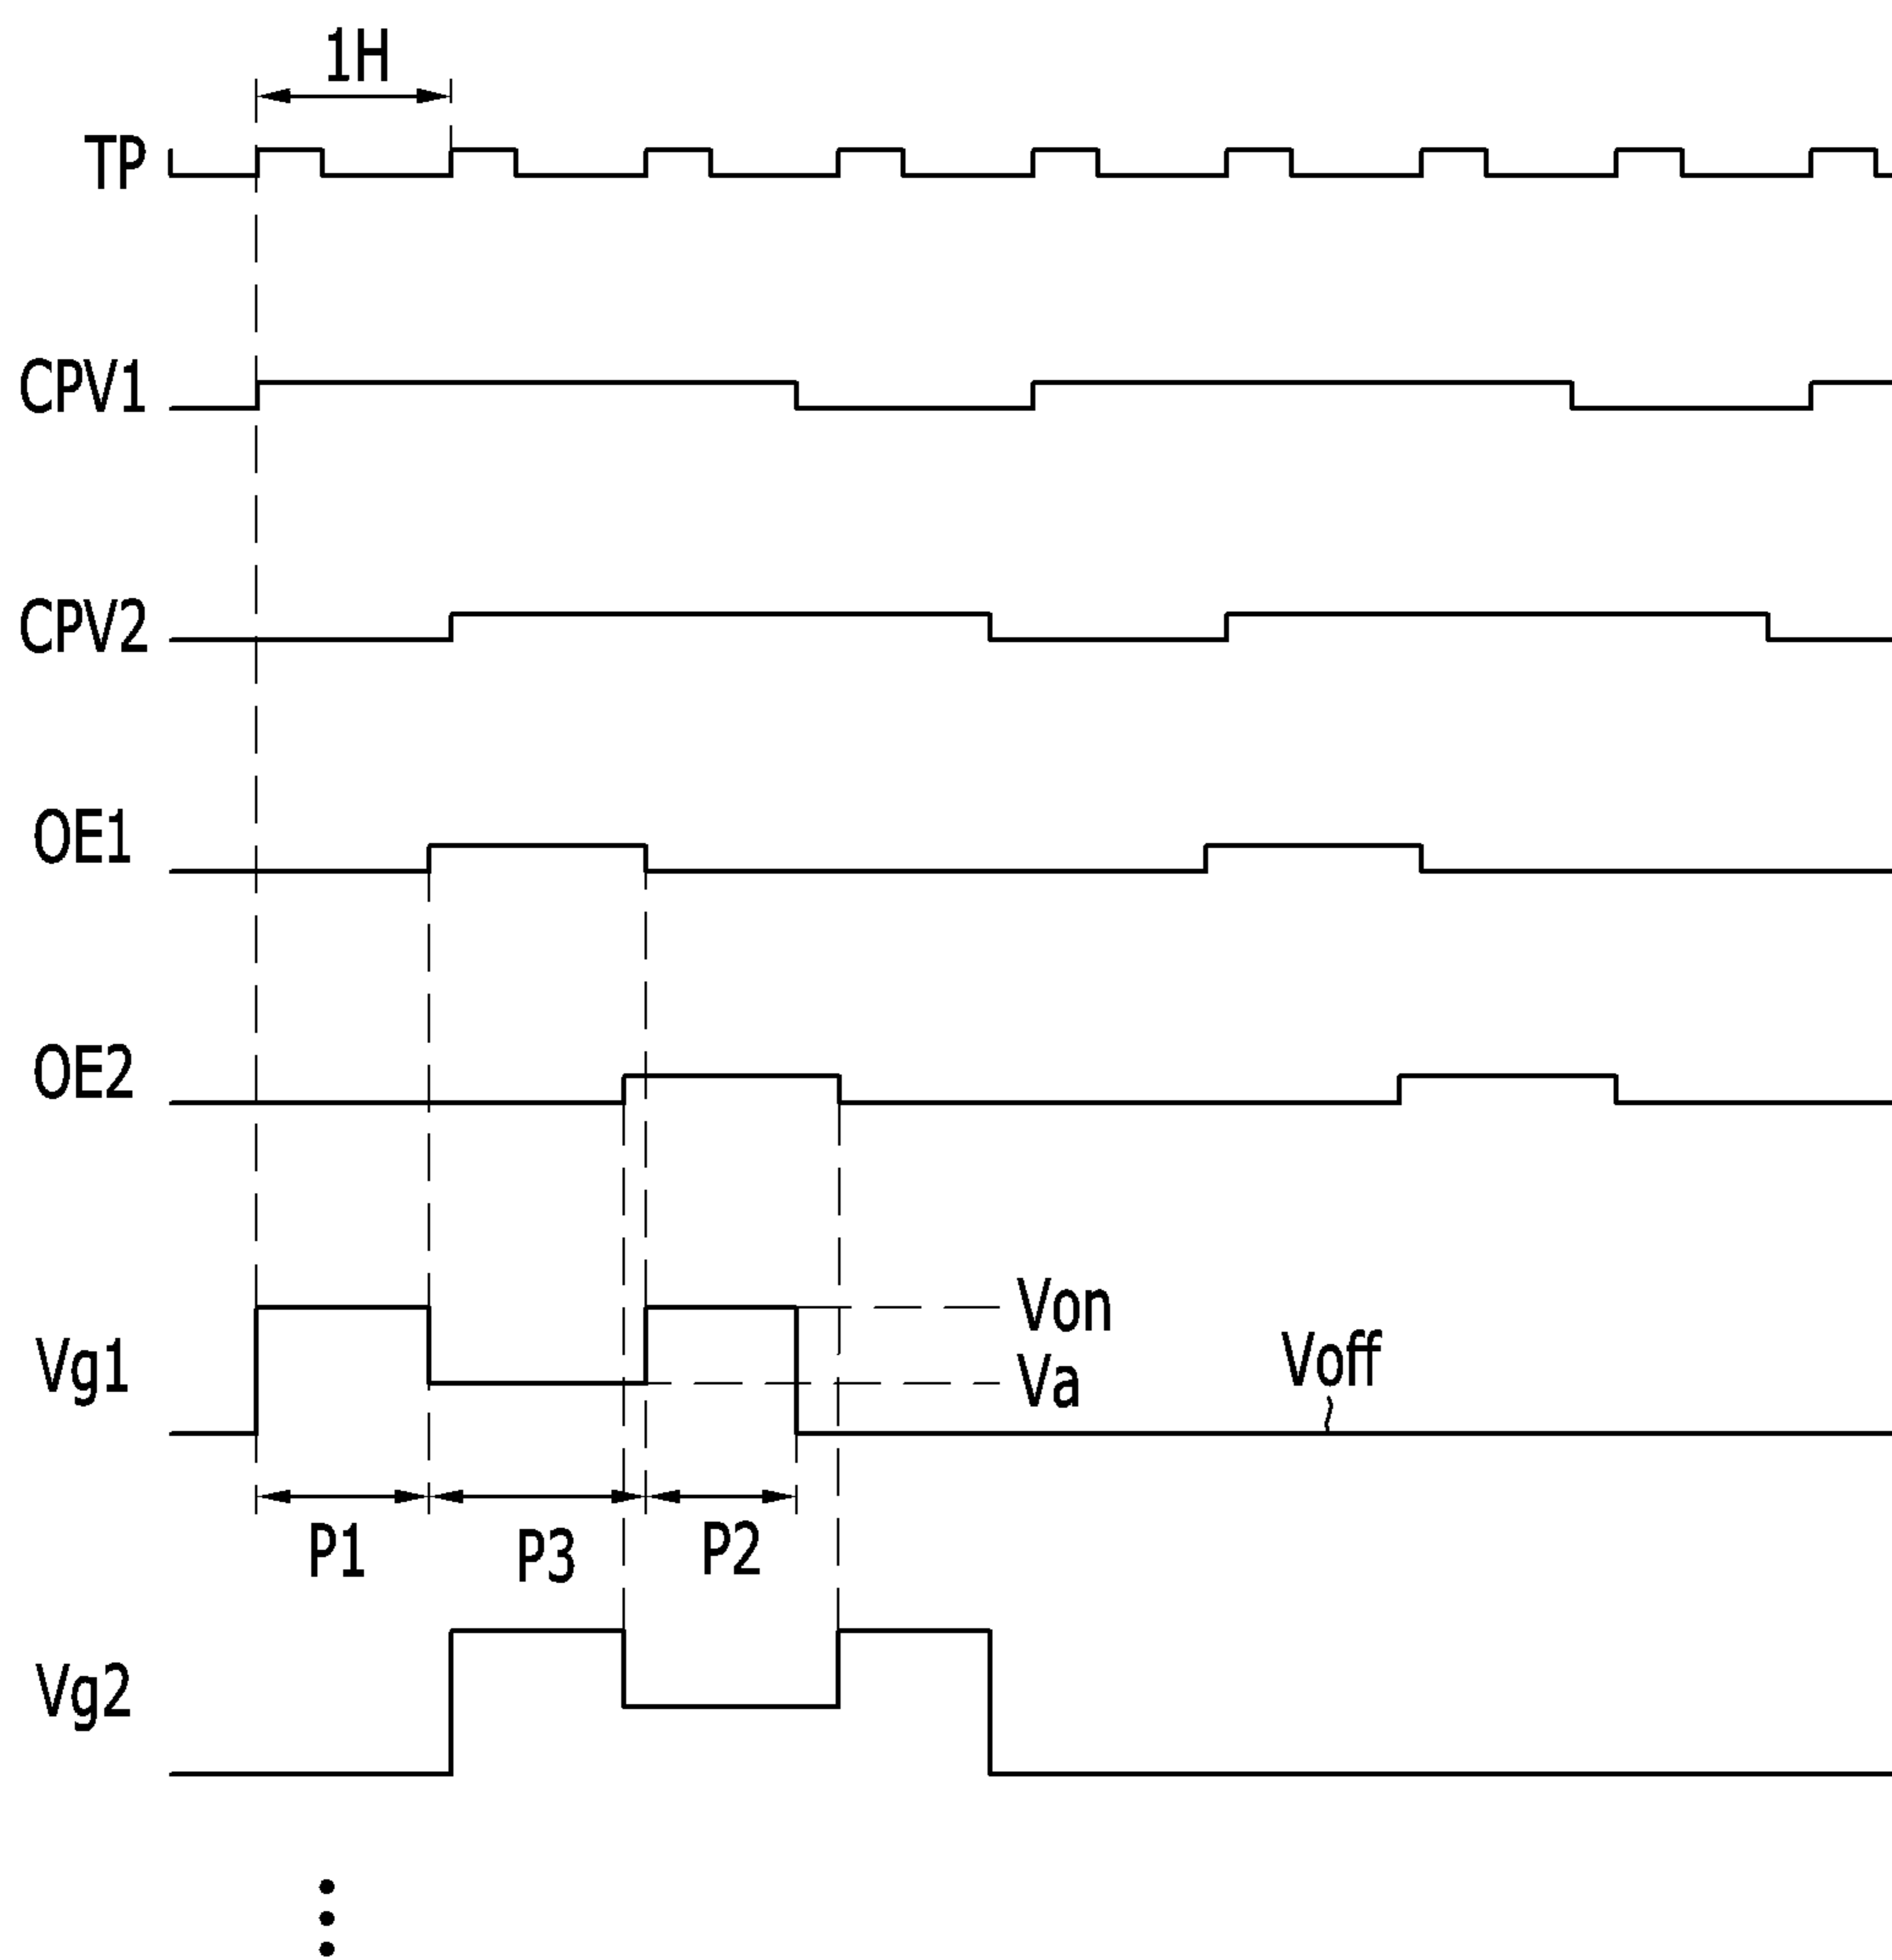 1H
TP
CPV1
CPV2
OE1
OE2
Vg1
Von
Va
Voff
P1
P3
P2
Vg2